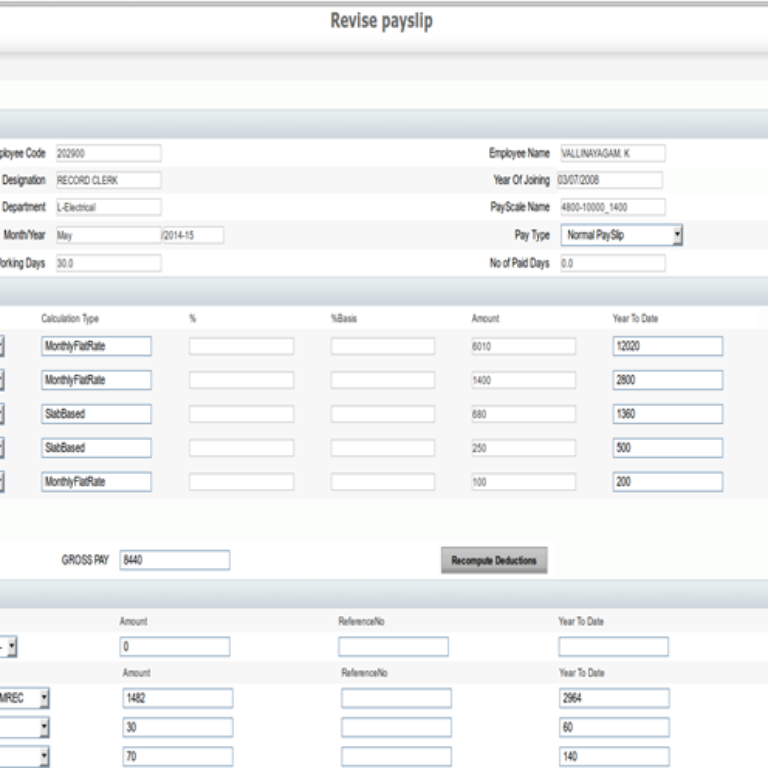 Revise payslip
ployee Code 202900 Employee Name VALLINAYAGAM. K
Designation RECORD CLERK Year Of Joining 03/07/2008
Department L-Electrical PayScale Name 4800-10000_1400
Month/Year May /2014-15 Pay Type Normal PaySlip
orking Days 30.0 No of Paid Days 0.0
Calculation Type % %Basis Amount Year To Date
MonthlyFlatRate 6010 12020
MonthlyFlatRate 1400 2800
SlabBased 680 1360
SlabBased 250 500
MonthlyFlatRate 100 200
GROSS PAY 8440 Recompute Deductions
Amount ReferenceNo Year To Date
0
Amount ReferenceNo Year To Date
MREC 1482 2964
30 60
70 140